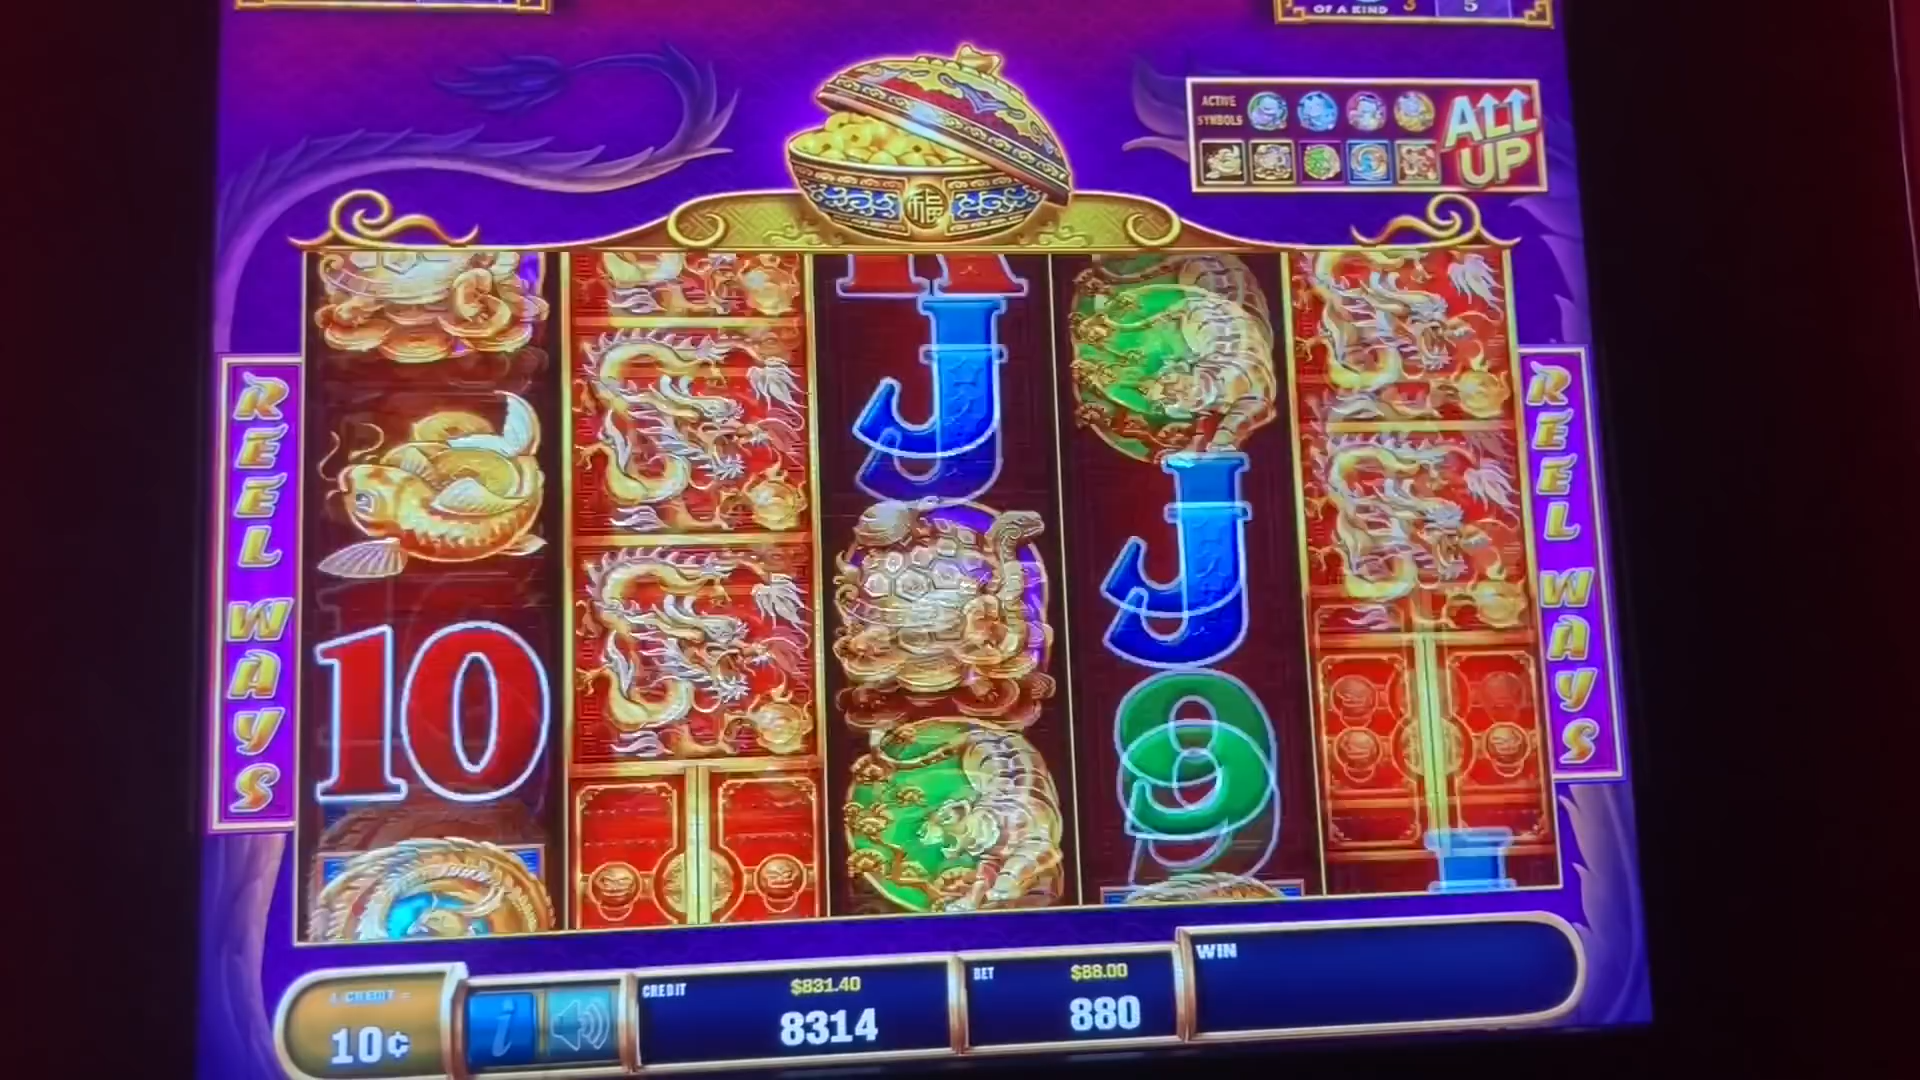 OF A KIND 3 5
ACTIVE
SYMBOLS
ALL
UP
福
REEL WAYS
REEL WAYS
J
J
10
9
1 CREDIT =
10¢
i
CREDIT
$831.40
8314
BET
$88.00
880
WIN